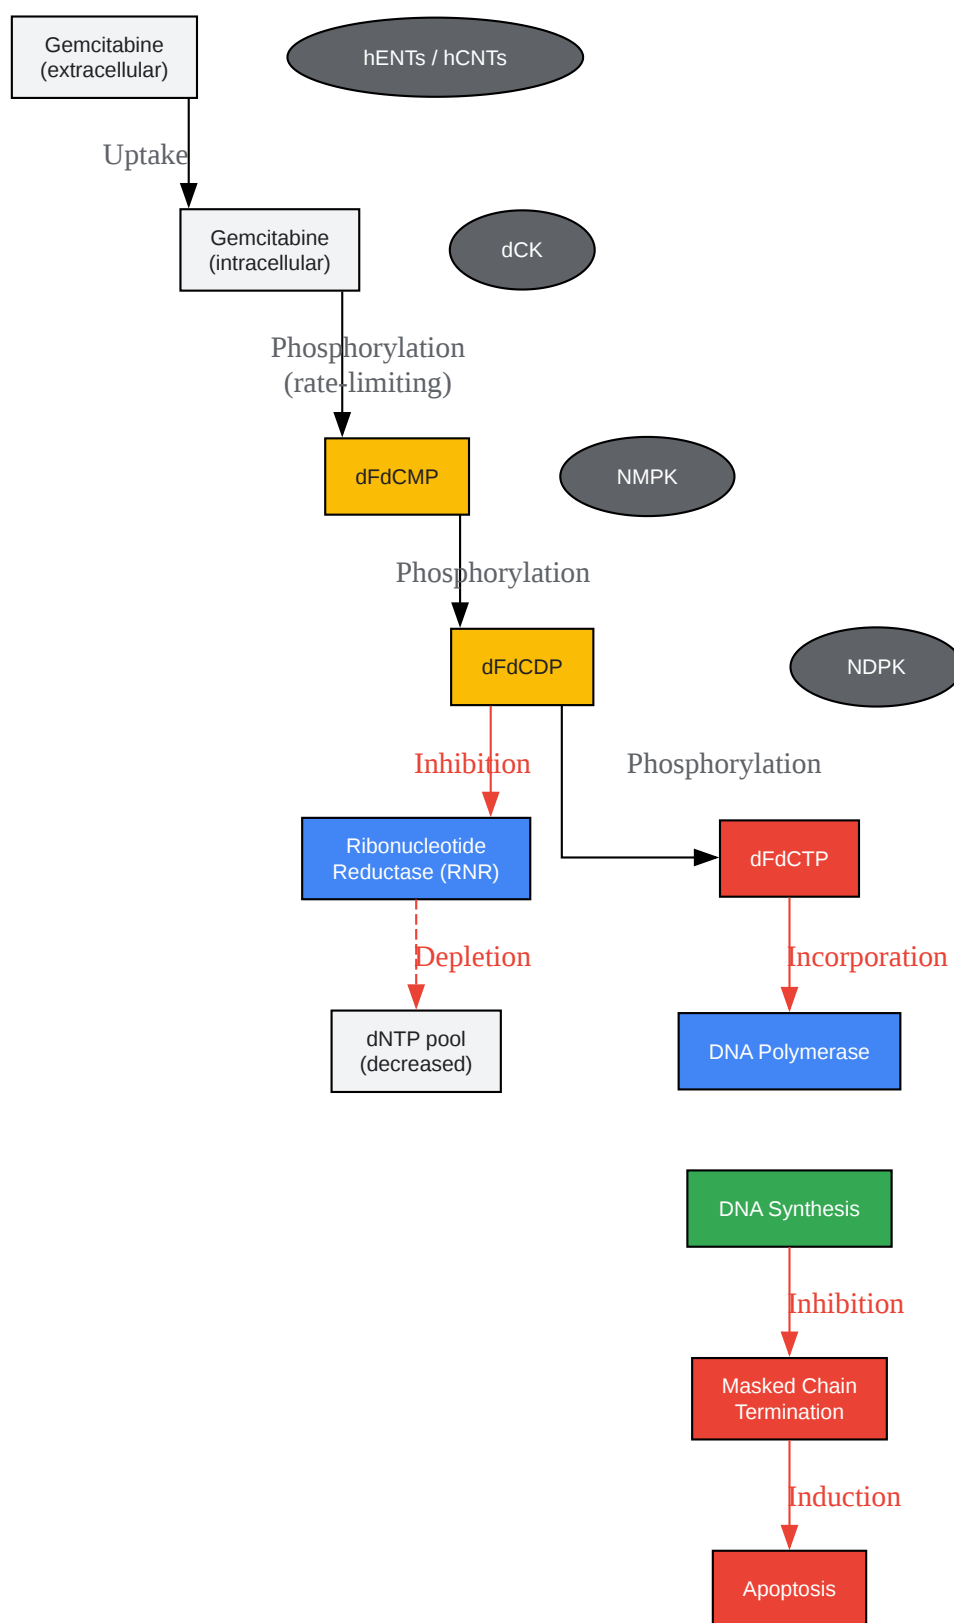 Gemcitabine
(extracellular)
hENTs / hCNTs
Uptake
Gemcitabine
(intracellular)
dCK
Phosphorylation
(rate-limiting)
dFdCMP
NMPK
Phosphorylation
dFdCDP
NDPK
Inhibition
Phosphorylation
Ribonucleotide
Reductase (RNR)
dFdCTP
Depletion
Incorporation
dNTP pool
(decreased)
DNA Polymerase
DNA Synthesis
Inhibition
Masked Chain
Termination
Induction
Apoptosis